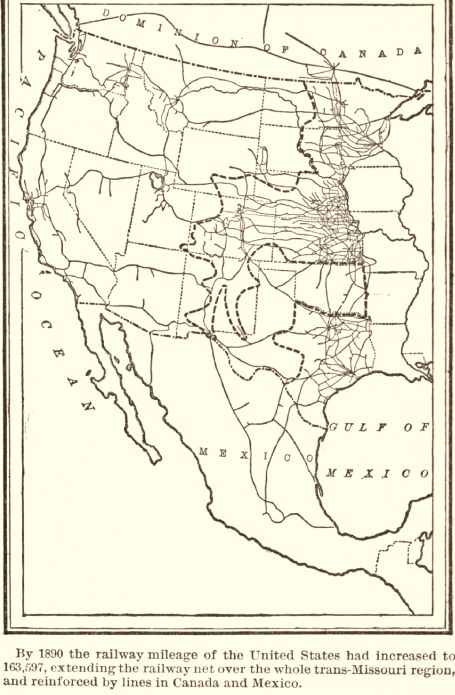 DOMINION OF CANADA
PACIFIC
OCEAN
MEXICO
GULF OF
MEXICO
By 1890 the railway mileage of the United States had increased to
163,597, extending the railway net over the whole trans-Missouri region,
and reinforced by lines in Canada and Mexico.